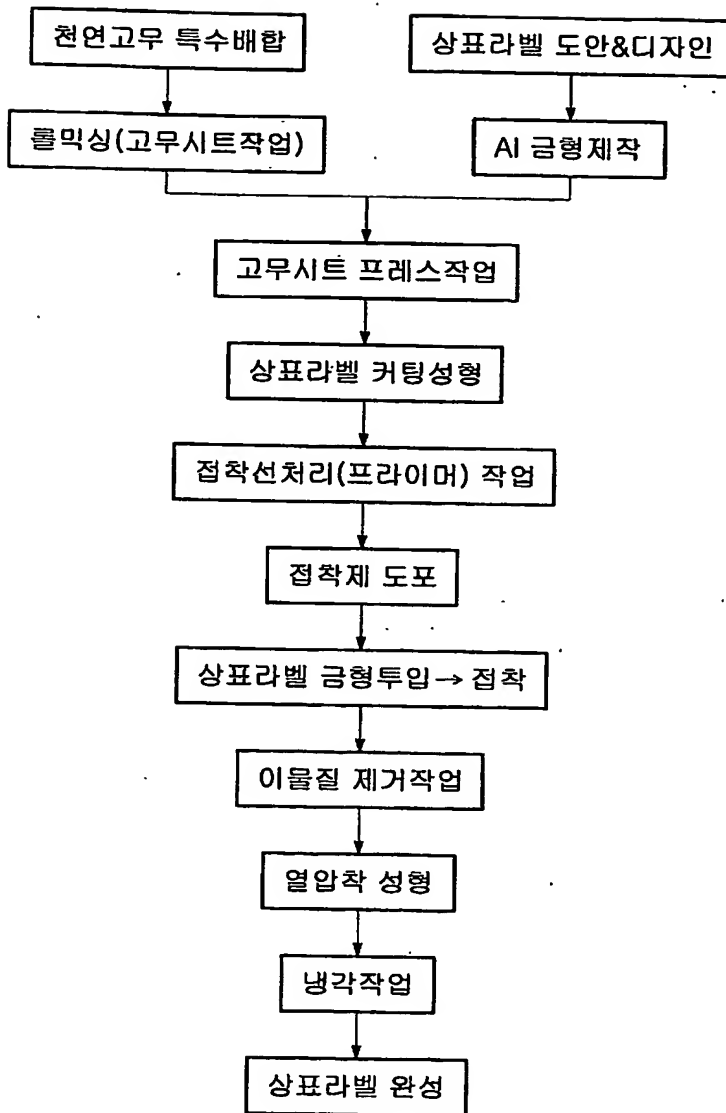 천연고무 특수배합
상표라벨 도안&디자인
롤믹싱(고무시트작업)
AI 금형제작
고무시트 프레스작업
상표라벨 커팅성형
접착선처리(프라이머) 작업
접착제 도포
상표라벨 금형투입→ 접착
이물질 제거작업
열압착 성형
냉각작업
상표라벨 완성